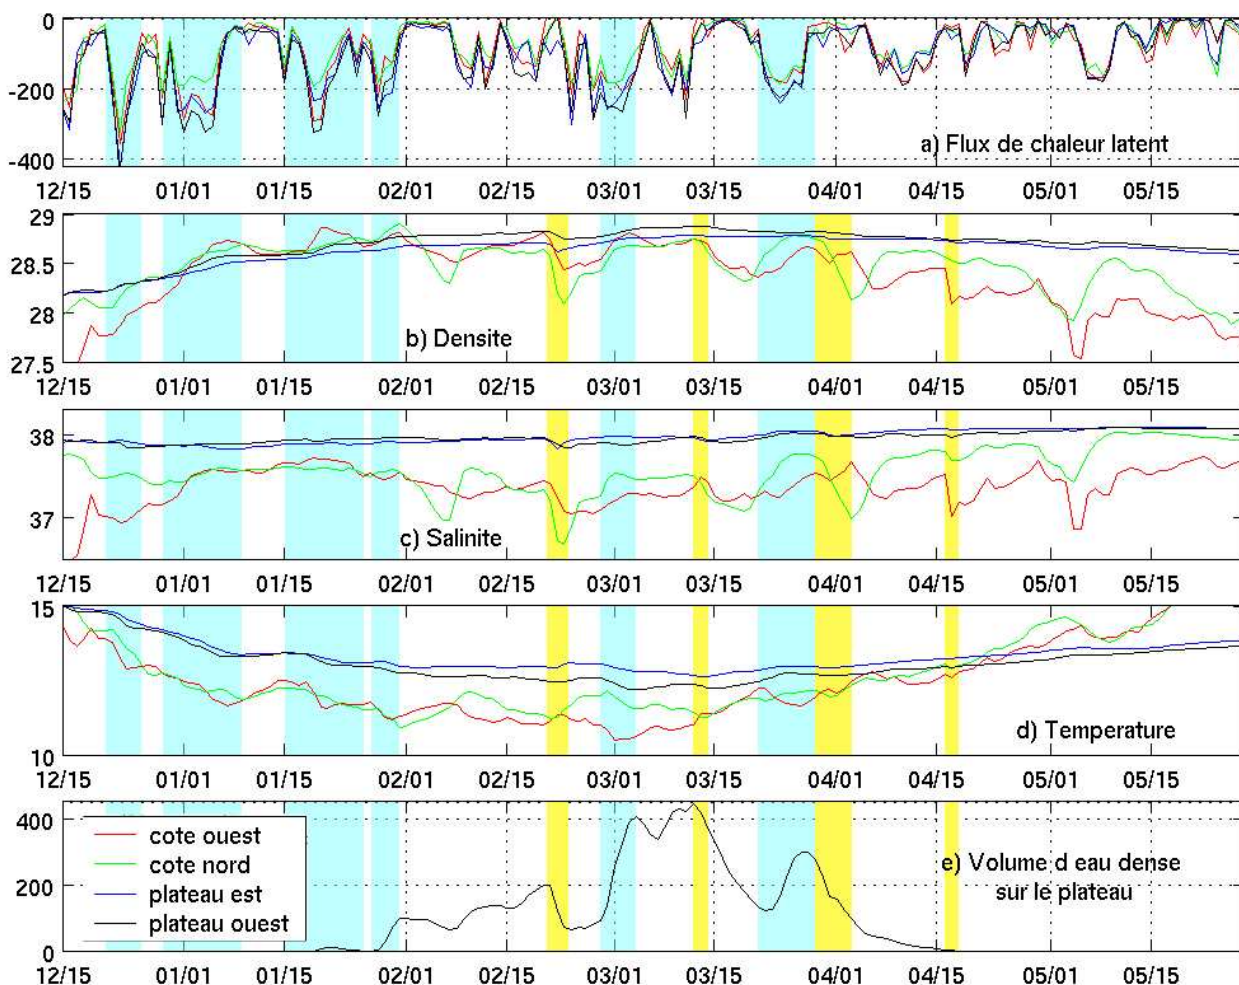 0
-200
-400
a) Flux de chaleur latent
12/15 01/01 01/15 02/01 02/15 03/01 03/15 04/01 04/15 05/01 05/15
29
28.5
28
27.5
b) Densite
12/15 01/01 01/15 02/01 02/15 03/01 03/15 04/01 04/15 05/01 05/15
38
37
c) Salinite
12/15 01/01 01/15 02/01 02/15 03/01 03/15 04/01 04/15 05/01 05/15
15
10
d) Temperature
12/15 01/01 01/15 02/01 02/15 03/01 03/15 04/01 04/15 05/01 05/15
400
200
0
cote ouest
cote nord
plateau est
plateau ouest
e) Volume d eau dense
sur le plateau
12/15 01/01 01/15 02/01 02/15 03/01 03/15 04/01 04/15 05/01 05/15